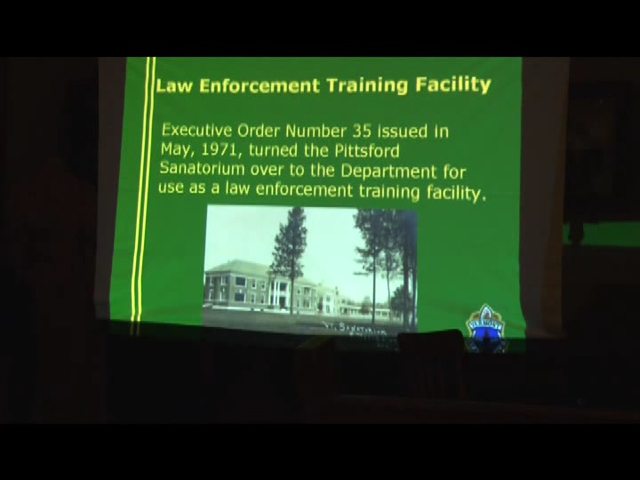 Law Enforcement Training Facility
Executive Order Number 35 issued in
May, 1971, turned the Pittsford
Sanatorium over to the Department for
use as a law enforcement training facility.
VERMONT